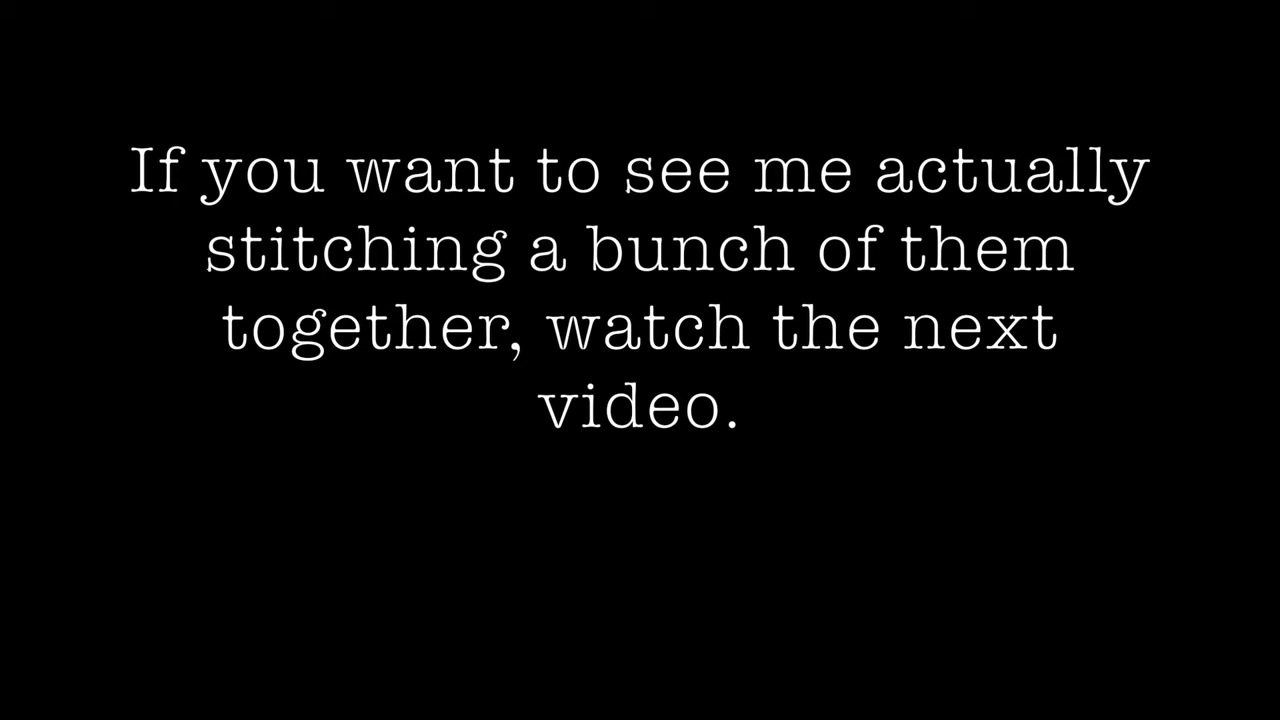 If you want to see me actually
stitching a bunch of them
together, watch the next
video.